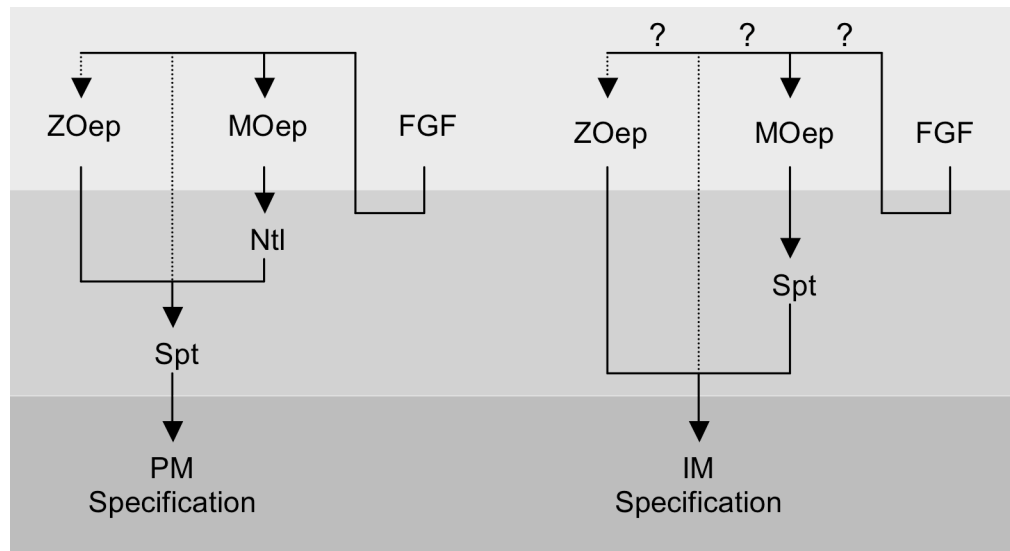 ? ? ?
ZOep MOep FGF
ZOep MOep FGF
Ntl
Spt
Spt
PM
Specification
IM
Specification